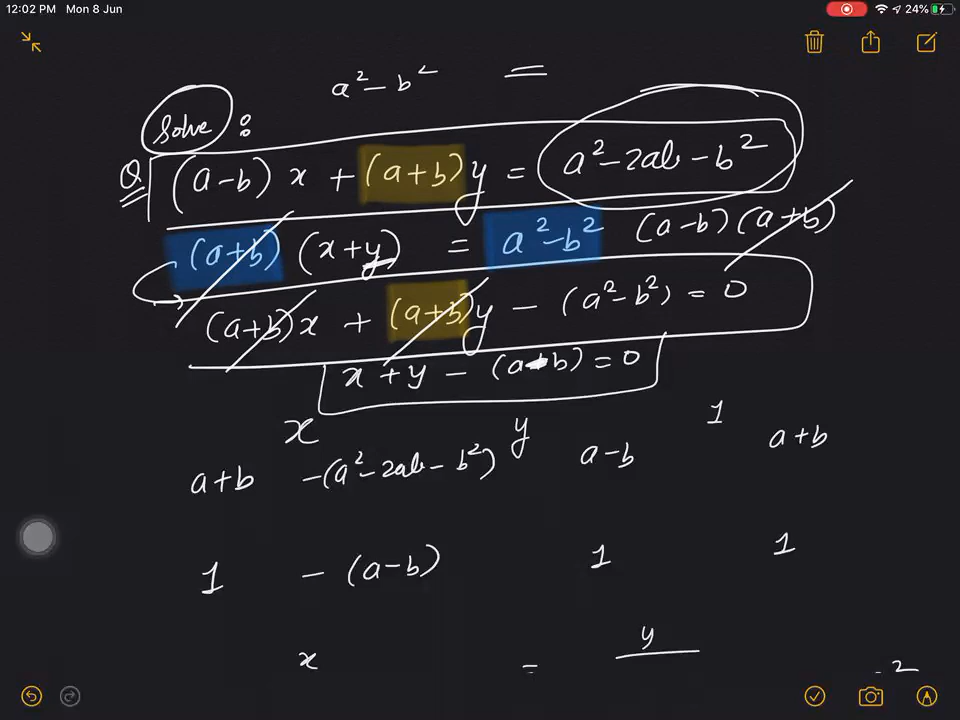 12:02 PM Mon 8 Jun 24%
a² - b² =
Solve :
Q (a-b) x + (a+b) y = a² - 2ab - b²
(a+b) (x+y) = a² - b² (a-b) (a+b)
(a+b) x + (a+b) y - (a² - b²) = 0
x + y - (a-b) = 0
x y 1
a+b -(a² - 2ab - b²) a-b a+b
1 - (a-b) 1 1
x = y 2